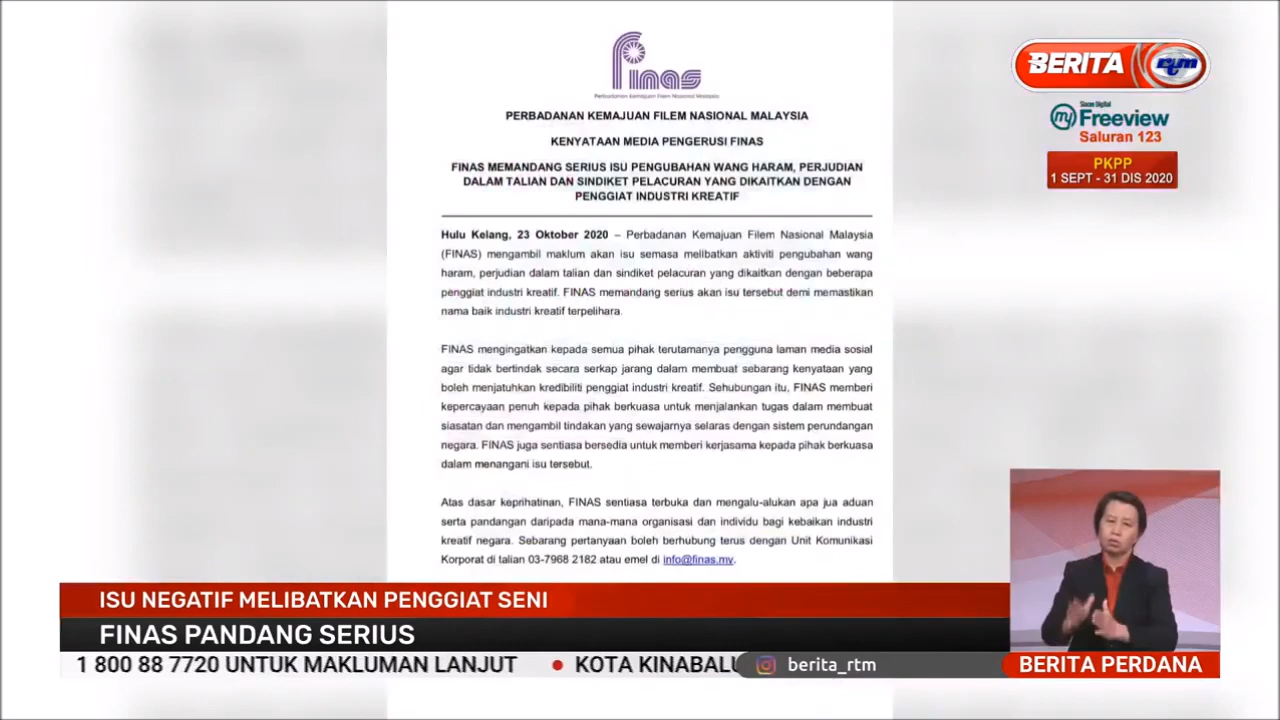 Finas
Perbadanan Kemajuan Filem Nasional Malaysia
PERBADANAN KEMAJUAN FILEM NASIONAL MALAYSIA
KENYATAAN MEDIA PENGERUSI FINAS
FINAS MEMANDANG SERIUS ISU PENGUBAHAN WANG HARAM, PERJUDIAN
DALAM TALIAN DAN SINDIKET PELACURAN YANG DIKAITKAN DENGAN
PENGGIAT INDUSTRI KREATIF
Hulu Kelang, 23 Oktober 2020 – Perbadanan Kemajuan Filem Nasional Malaysia
(FINAS) mengambil maklum akan isu semasa melibatkan aktiviti pengubahan wang
haram, perjudian dalam talian dan sindiket pelacuran yang dikaitkan dengan beberapa
penggiat industri kreatif. FINAS memandang serius akan isu tersebut demi memastikan
nama baik industri kreatif terpelihara.
FINAS mengingatkan kepada semua pihak terutamanya pengguna laman media sosial
agar tidak bertindak secara serkap jarang dalam membuat sebarang kenyataan yang
boleh menjatuhkan kredibiliti penggiat industri kreatif. Sehubungan itu, FINAS memberi
kepercayaan penuh kepada pihak berkuasa untuk menjalankan tugas dalam membuat
siasatan dan mengambil tindakan yang sewajarnya selaras dengan sistem perundangan
negara. FINAS juga sentiasa bersedia untuk memberi kerjasama kepada pihak berkuasa
dalam menangani isu tersebut.
Atas dasar keprihatinan, FINAS sentiasa terbuka dan mengalu-alukan apa jua aduan
serta pandangan daripada mana-mana organisasi dan individu bagi kebaikan industri
kreatif negara. Sebarang pertanyaan boleh berhubung terus dengan Unit Komunikasi
Korporat di talian 03-7968 2182 atau emel di info@finas.my.
BERITA rtm
Siaran Digital
my Freeview
Saluran 123
PKPP
1 SEPT - 31 DIS 2020
ISU NEGATIF MELIBATKAN PENGGIAT SENI
FINAS PANDANG SERIUS
1 800 88 7720 UNTUK MAKLUMAN LANJUT • KOTA KINABALU
berita_rtm
BERITA PERDANA